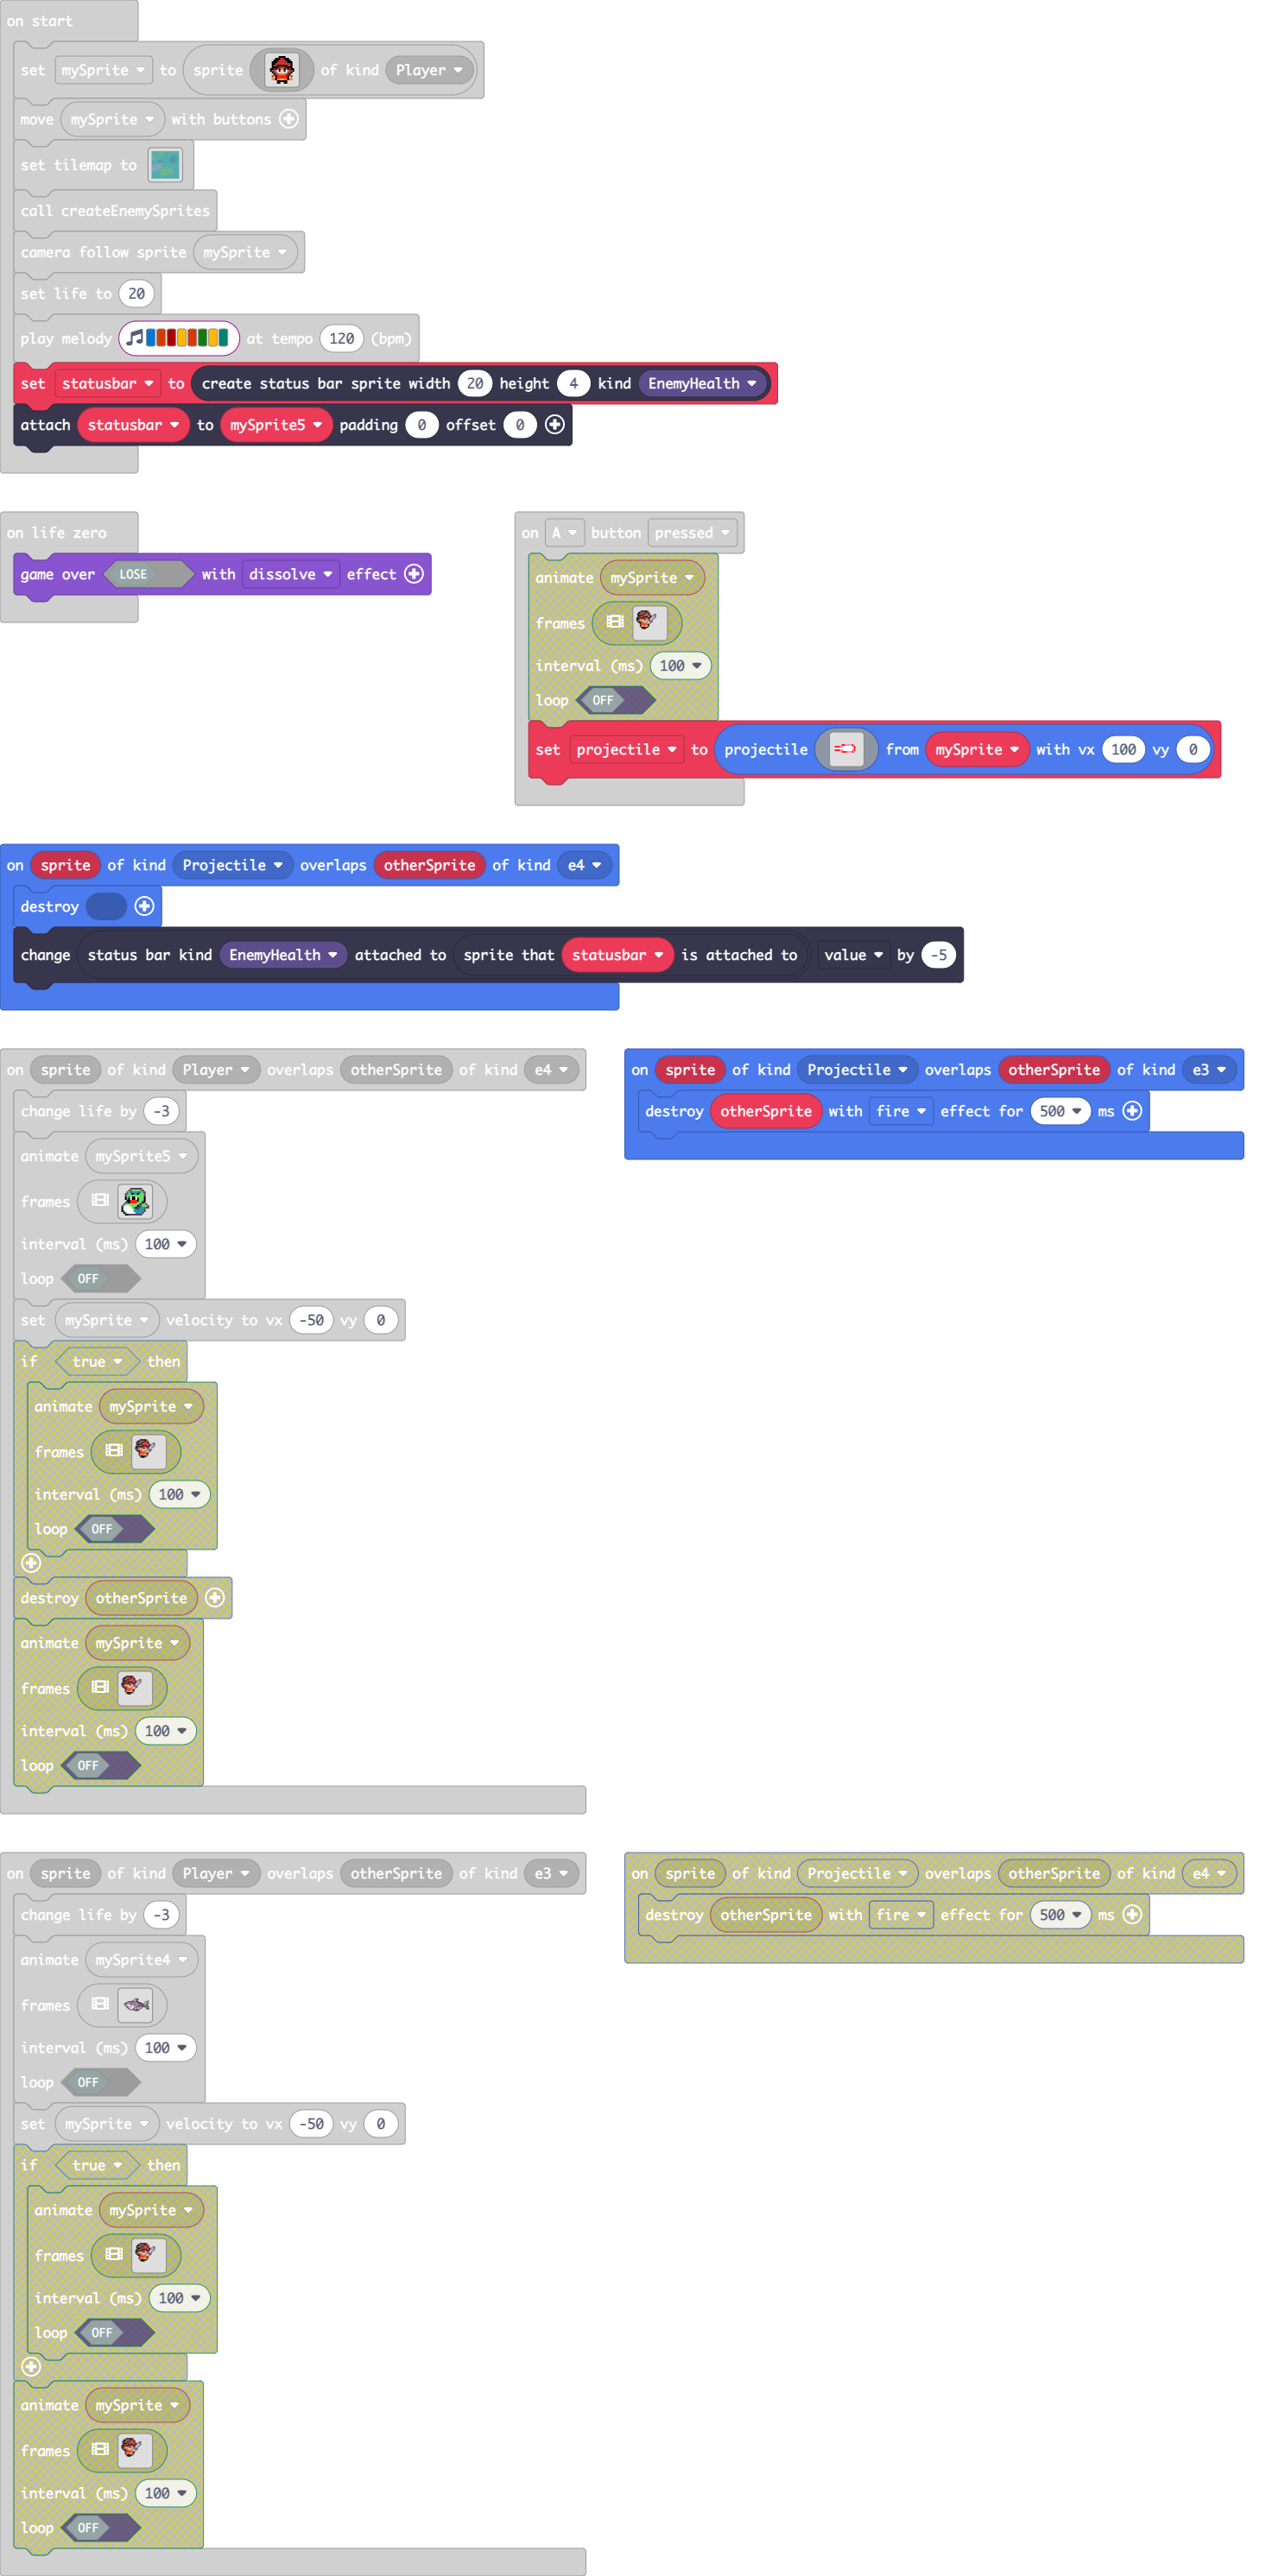 on start
set mySprite to sprite of kind Player
move mySprite with buttons
set tilemap to
call createEnemySprites
camera follow sprite mySprite
set life to 20
play melody at tempo 120 (bpm)
set statusbar to create status bar sprite width 20 height 4 kind EnemyHealth
attach statusbar to mySprite5 padding 0 offset 0
on life zero
game over LOSE with dissolve effect
on A button pressed
animate mySprite
frames
interval (ms) 100
loop OFF
set projectile to projectile from mySprite with vx 100 vy 0
on sprite of kind Projectile overlaps otherSprite of kind e4
destroy
change status bar kind EnemyHealth attached to sprite that statusbar is attached to value by -5
on sprite of kind Player overlaps otherSprite of kind e4
change life by -3
animate mySprite5
frames
interval (ms) 100
loop OFF
set mySprite velocity to vx -50 vy 0
if true then
animate mySprite
frames
interval (ms) 100
loop OFF
destroy otherSprite
animate mySprite
frames
interval (ms) 100
loop OFF
on sprite of kind Projectile overlaps otherSprite of kind e3
destroy otherSprite with fire effect for 500 ms
on sprite of kind Player overlaps otherSprite of kind e3
change life by -3
animate mySprite4
frames
interval (ms) 100
loop OFF
set mySprite velocity to vx -50 vy 0
if true then
animate mySprite
frames
interval (ms) 100
loop OFF
animate mySprite
frames
interval (ms) 100
loop OFF
on sprite of kind Projectile overlaps otherSprite of kind e4
destroy otherSprite with fire effect for 500 ms